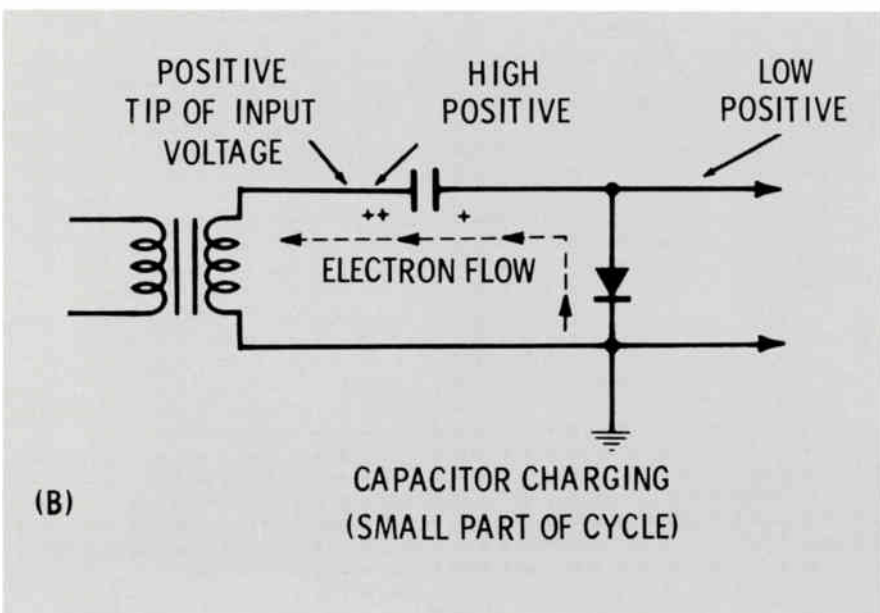 POSITIVE
TIP OF INPUT
VOLTAGE
HIGH
POSITIVE
LOW
POSITIVE
++
+
ELECTRON FLOW
CAPACITOR CHARGING
(SMALL PART OF CYCLE)
(B)